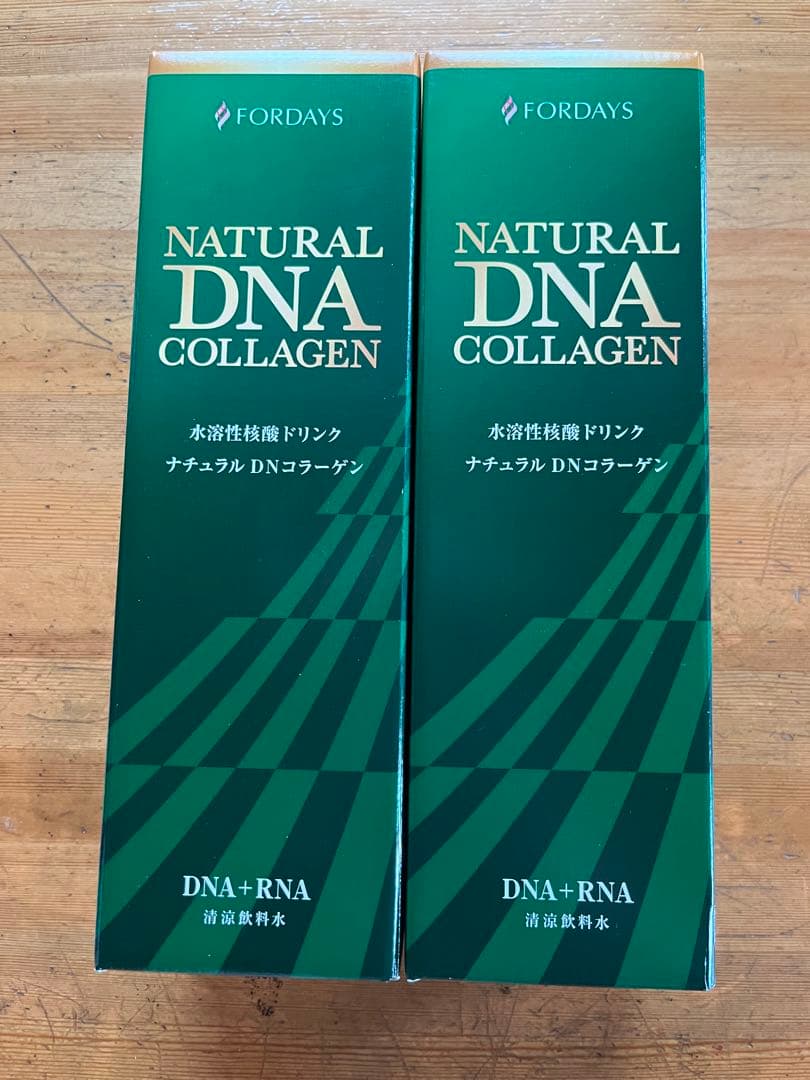 FORDAYS
NATURAL
DNA
COLLAGEN
水溶性核酸ドリンク
ナチュラル DNコラーゲン
DNA+RNA
清涼飲料水
FORDAYS
NATURAL
DNA
COLLAGEN
水溶性核酸ドリンク
ナチュラル DNコラーゲン
DNA+RNA
清涼飲料水